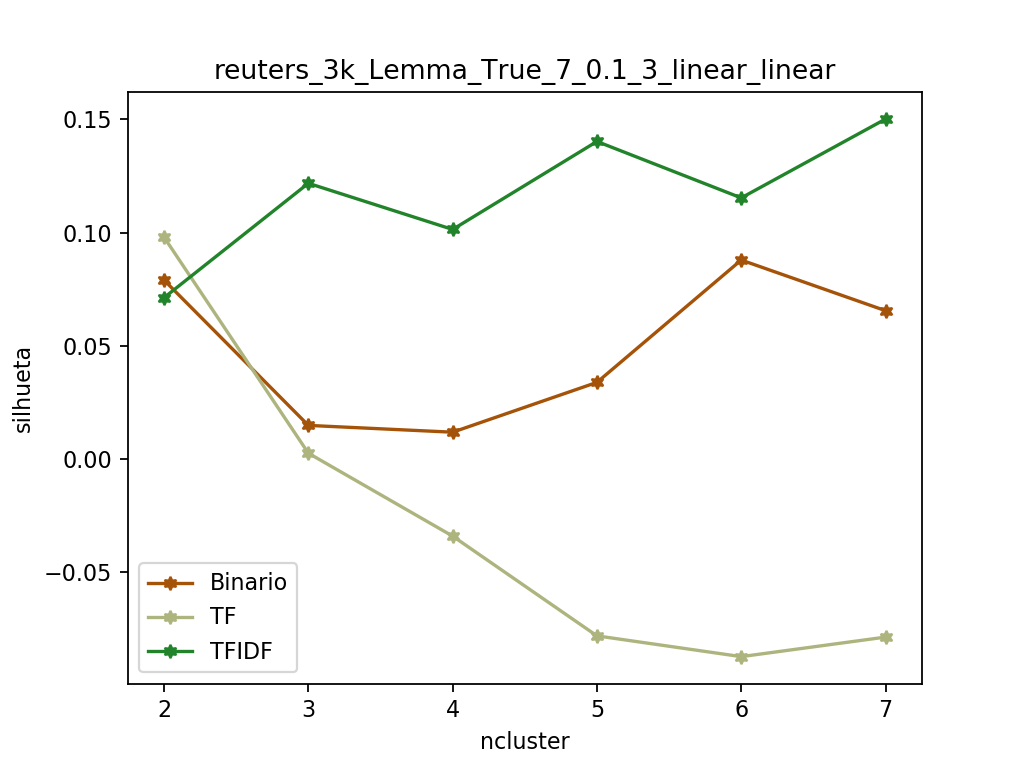 reuters_3k_Lemma_True_7_0.1_3_linear_linear
0.15
0.10
0.05
0.00
−0.05
silhueta
Binario
TF
TFIDF
2 3 4 5 6 7
ncluster